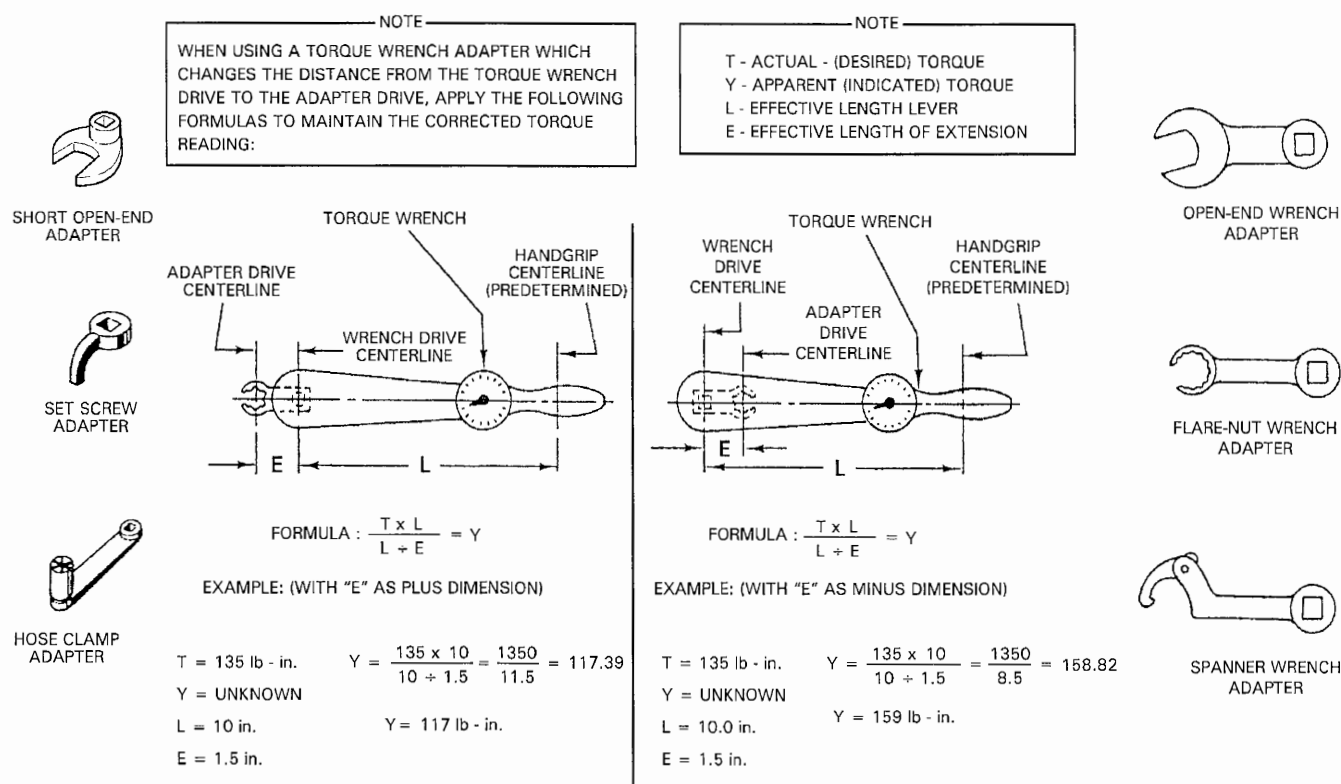 NOTE
WHEN USING A TORQUE WRENCH ADAPTER WHICH
CHANGES THE DISTANCE FROM THE TORQUE WRENCH
DRIVE TO THE ADAPTER DRIVE, APPLY THE FOLLOWING
FORMULAS TO MAINTAIN THE CORRECTED TORQUE
READING:
NOTE
T - ACTUAL - (DESIRED) TORQUE
Y - APPARENT (INDICATED) TORQUE
L - EFFECTIVE LENGTH LEVER
E - EFFECTIVE LENGTH OF EXTENSION
SHORT OPEN-END
ADAPTER
SET SCREW
ADAPTER
HOSE CLAMP
ADAPTER
TORQUE WRENCH
ADAPTER DRIVE
CENTERLINE
HANDGRIP
CENTERLINE
(PREDETERMINED)
WRENCH DRIVE
CENTERLINE
E
L
FORMULA : T x L
L ÷ E
= Y
EXAMPLE: (WITH "E" AS PLUS DIMENSION)
T = 135 lb - in.
Y = UNKNOWN
L = 10 in.
E = 1.5 in.
Y = 135 x 10 = 1350 = 117.39
10 ÷ 1.5 11.5
Y = 117 lb - in.
TORQUE WRENCH
WRENCH
DRIVE
CENTERLINE
HANDGRIP
CENTERLINE
(PREDETERMINED)
ADAPTER
DRIVE
CENTERLINE
E
L
FORMULA : T x L
L ÷ E
= Y
EXAMPLE: (WITH "E" AS MINUS DIMENSION)
T = 135 lb - in.
Y = UNKNOWN
L = 10.0 in.
E = 1.5 in.
Y = 135 x 10 = 1350 = 158.82
10 ÷ 1.5 8.5
Y = 159 lb - in.
OPEN-END WRENCH
ADAPTER
FLARE-NUT WRENCH
ADAPTER
SPANNER WRENCH
ADAPTER